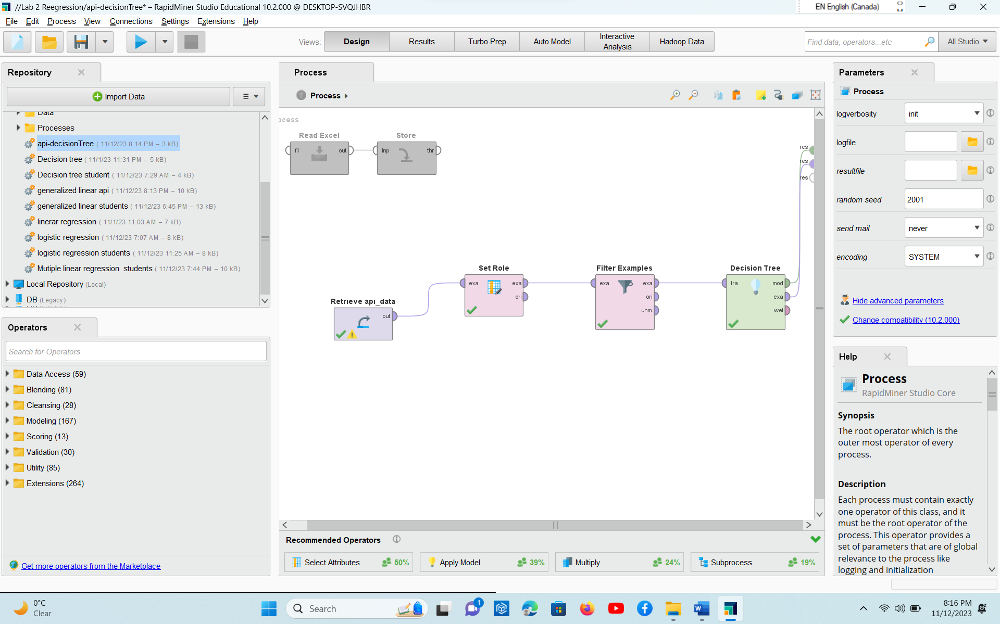 //Lab 2 Reegression/api-decisionTree* – RapidMiner Studio Educational 10.2.000 @ DESKTOP-SVQJHBR
EN English (Canada)
File Edit Process View Connections Settings Extensions Help
Views:
Design
Results
Turbo Prep
Auto Model
Interactive
Analysis
Hadoop Data
Find data, operators...etc
All Studio
Repository
Import Data
Data
Processes
api-decisionTree ( 11/12/23 8:14 PM – 3 kB)
Decision tree ( 11/1/23 11:31 PM – 5 kB)
Decision tree student ( 11/12/23 7:29 AM – 4 kB)
generalized linear api ( 11/12/23 8:13 PM – 10 kB)
generalized linear students ( 11/12/23 6:45 PM – 13 kB)
linerar regression ( 11/1/23 11:03 AM – 7 kB)
logistic regression ( 11/12/23 7:07 AM – 8 kB)
logistic regression students ( 11/12/23 11:25 AM – 8 kB)
Mutiple linear regression students ( 11/12/23 7:44 PM – 10 kB)
Local Repository (Local)
DB (Legacy)
Operators
Search for Operators
Data Access (59)
Blending (81)
Cleansing (28)
Modeling (167)
Scoring (13)
Validation (30)
Utility (85)
Extensions (264)
Get more operators from the Marketplace
Process
Process
ocess
Read Excel
fil
out
Store
inp
thr
res
res
res
Retrieve api_data
out
Set Role
exa
exa
ori
Filter Examples
exa
exa
ori
unm
Decision Tree
tra
mod
exa
wei
Recommended Operators
Select Attributes 50%
Apply Model 39%
Multiply 24%
Subprocess 19%
Parameters
Process
logverbosity
init
logfile
resultfile
random seed
2001
send mail
never
encoding
SYSTEM
Hide advanced parameters
Change compatibility (10.2.000)
Help
Process
RapidMiner Studio Core
Synopsis
The root operator which is the
outer most operator of every
process.
Description
Each process must contain exactly
one operator of this class, and it
must be the root operator of the
process. This operator provides a
set of parameters that are of global
relevance to the process like
logging and initialization
0°C
Clear
Search
1
8:16 PM
11/12/2023